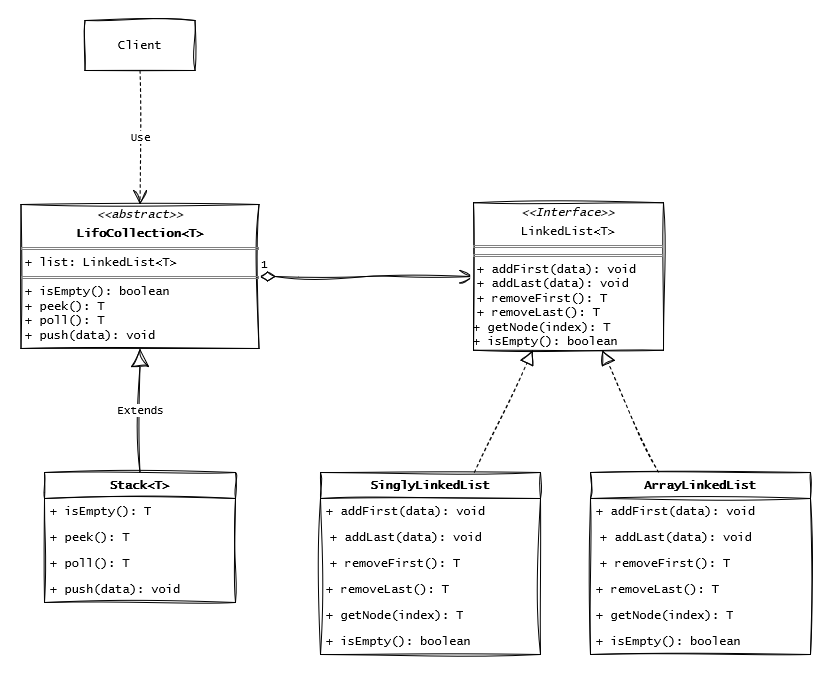 Client
Use
<<abstract>>
LifoCollection<T>
+ list: LinkedList<T>
+ isEmpty(): boolean
+ peek(): T
+ poll(): T
+ push(data): void
1
<<Interface>>
LinkedList<T>
+ addFirst(data): void
+ addLast(data): void
+ removeFirst(): T
+ removeLast(): T
+ getNode(index): T
+ isEmpty(): boolean
Extends
Stack<T>
+ isEmpty(): T
+ peek(): T
+ poll(): T
+ push(data): void
SinglyLinkedList
+ addFirst(data): void
+ addLast(data): void
+ removeFirst(): T
+ removeLast(): T
+ getNode(index): T
+ isEmpty(): boolean
ArrayLinkedList
+ addFirst(data): void
+ addLast(data): void
+ removeFirst(): T
+ removeLast(): T
+ getNode(index): T
+ isEmpty(): boolean